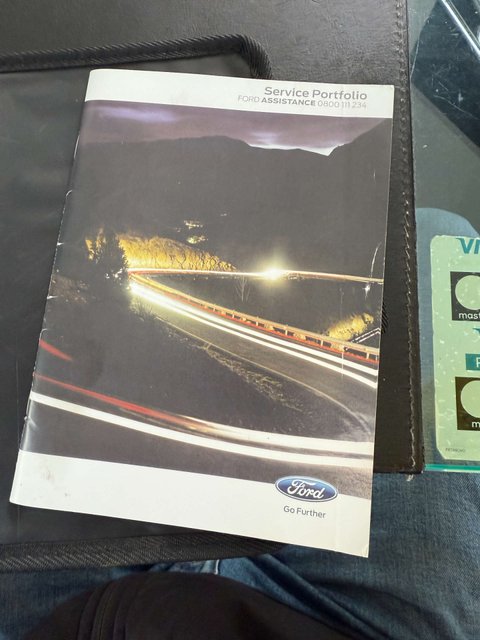 Service Portfolio
FORD ASSISTANCE 0800 111 234
Ford
Go Further